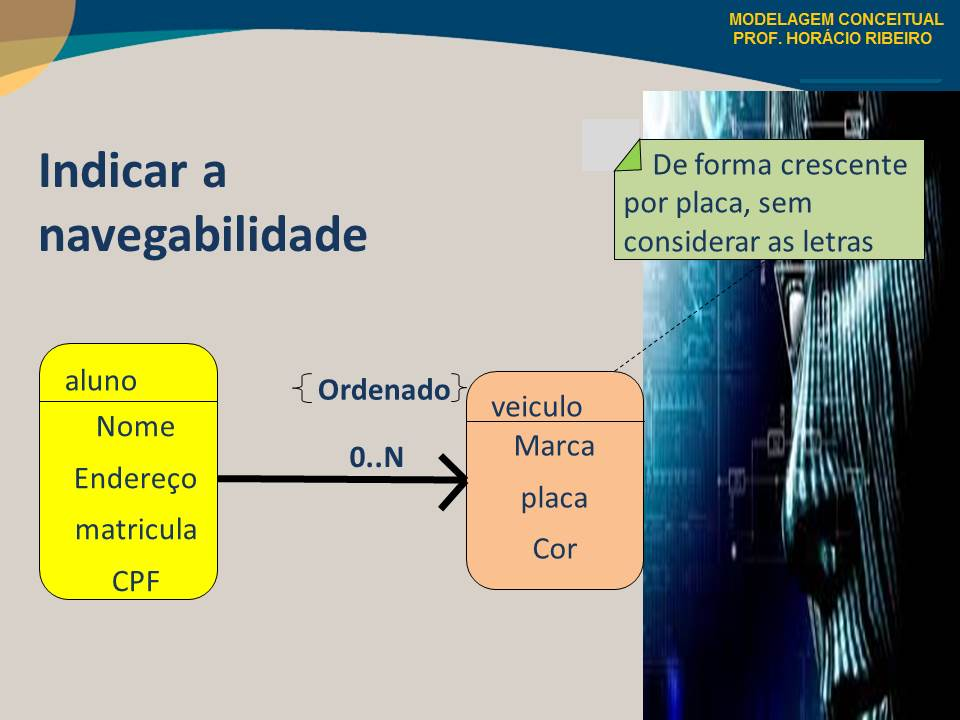 MODELAGEM CONCEITUAL
PROF. HORÁCIO RIBEIRO
Indicar a
navegabilidade
De forma crescente
por placa, sem
considerar as letras
aluno
Nome
Endereço
matricula
CPF
{ Ordenado }
0..N
veiculo
Marca
placa
Cor